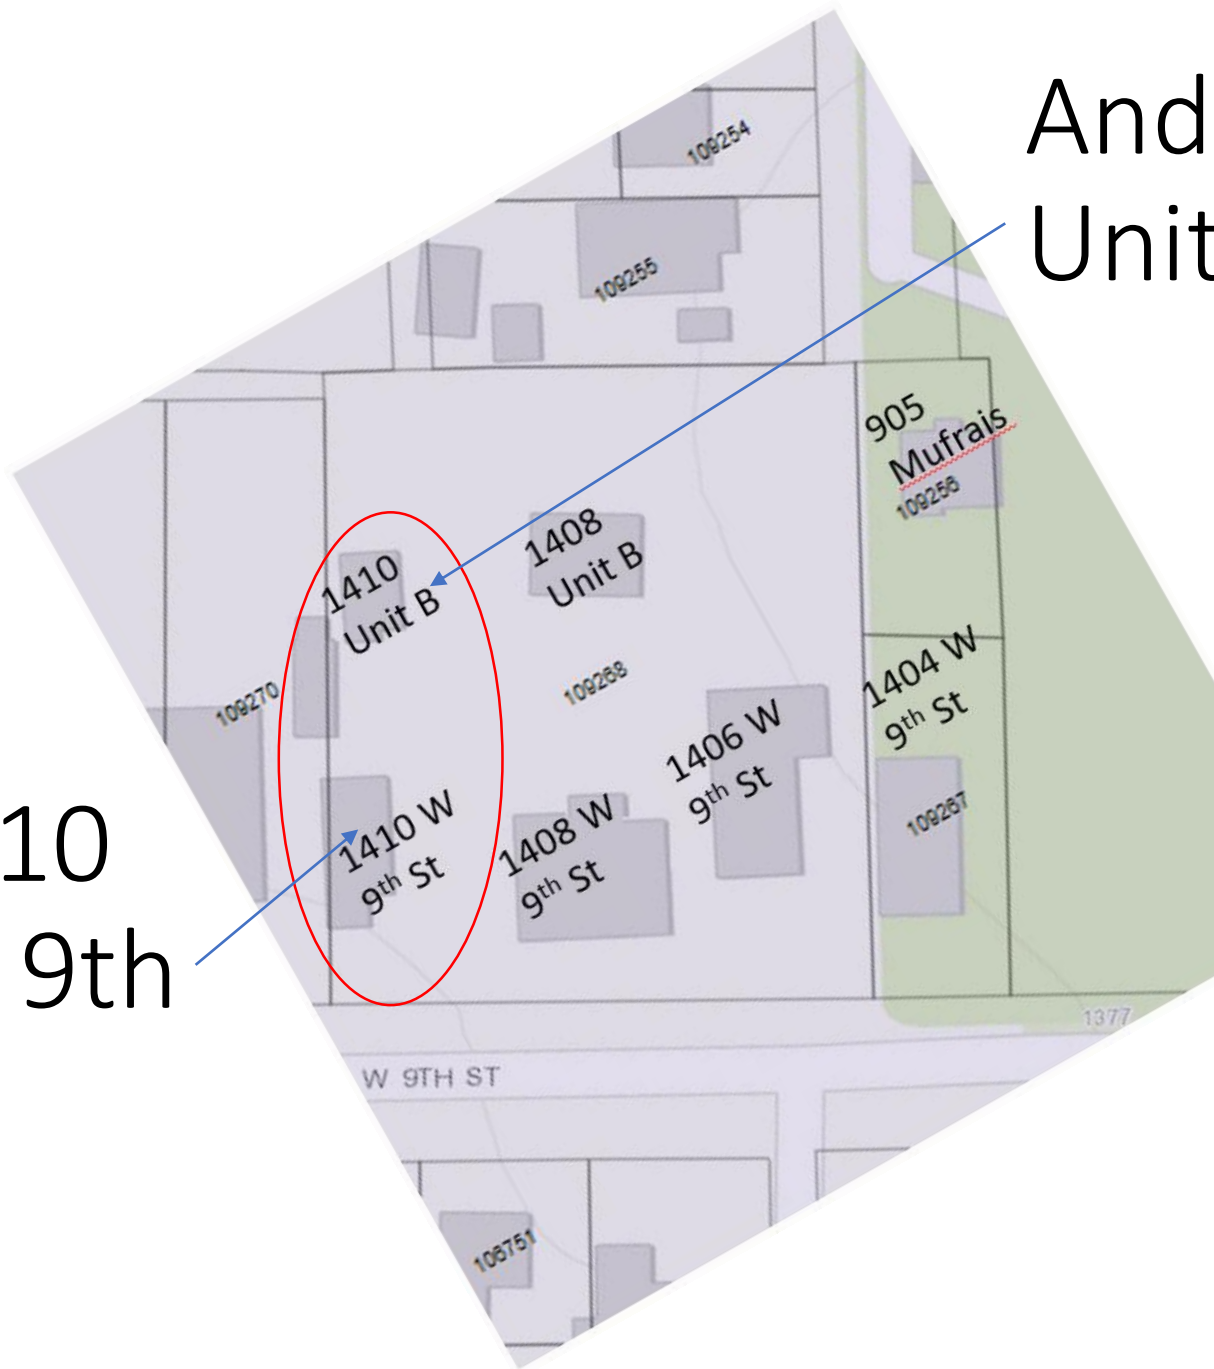 And
Unit
109254
109255
905
Mufrais
109256
1408
Unit B
1410
Unit B
109270
109268
1404 W
9th St
1406 W
9th St
109267
10
9th
1410 W
9th St
1408 W
9th St
1377
W 9TH ST
106751